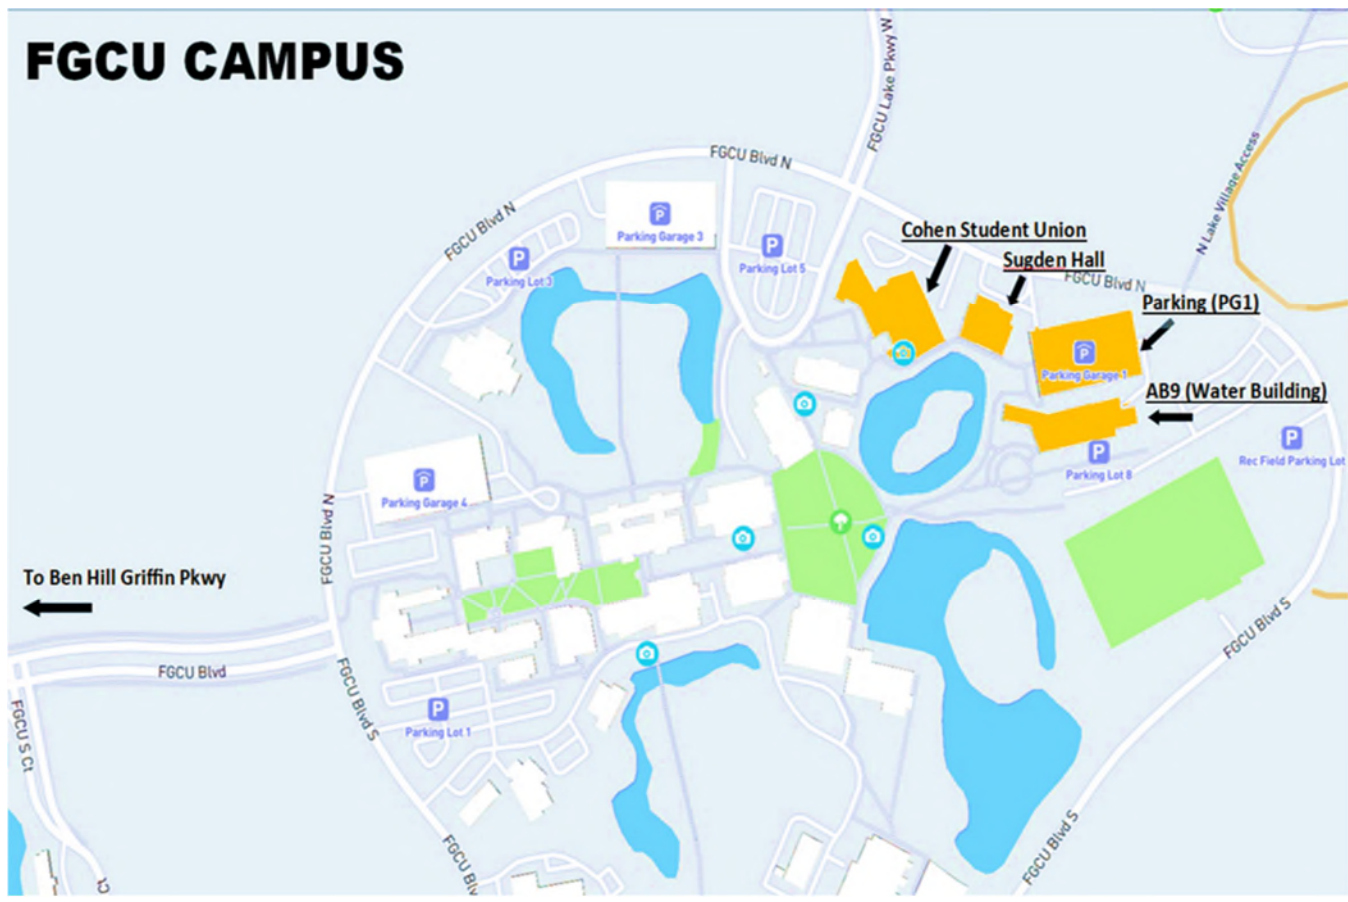 FGCU CAMPUS
FGCU Lake Pkwy W
FGCU Blvd N
N Lake Village Access
FGCU Blvd N
Parking Garage 3
Cohen Student Union
Parking Lot 5
Sugden Hall
Parking Lot 3
FGCU Blvd N
Parking (PG1)
Parking Garage 1
AB9 (Water Building)
Parking Lot 8
Rec Field Parking Lot
Parking Garage 4
FGCU Blvd N
To Ben Hill Griffin Pkwy
FGCU Blvd
FGCU Blvd S
FGCU Blvd S
FGCU S Ct
Parking Lot 1
FGCU Blvd S
FGCU Blv
Ct
P
P
P
P
P
P
P
P